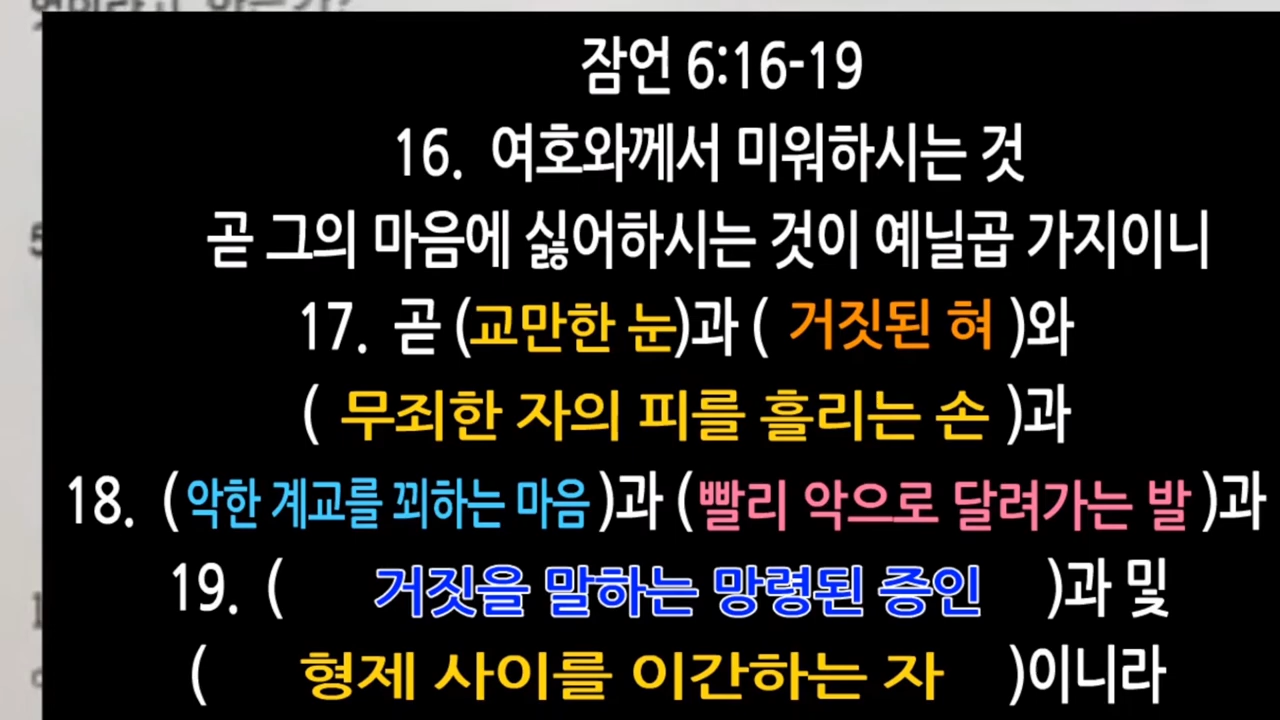 잠언 6:16-19
16. 여호와께서 미워하시는 것
곧 그의 마음에 싫어하시는 것이 예닐곱 가지이니
17. 곧 (교만한 눈)과 ( 거짓된 혀 )와
( 무죄한 자의 피를 흘리는 손 )과
18. (악한 계교를 꾀하는 마음)과 (빨리 악으로 달려가는 발 )과
19. ( 거짓을 말하는 망령된 증인 )과 및
( 형제 사이를 이간하는 자 )이니라